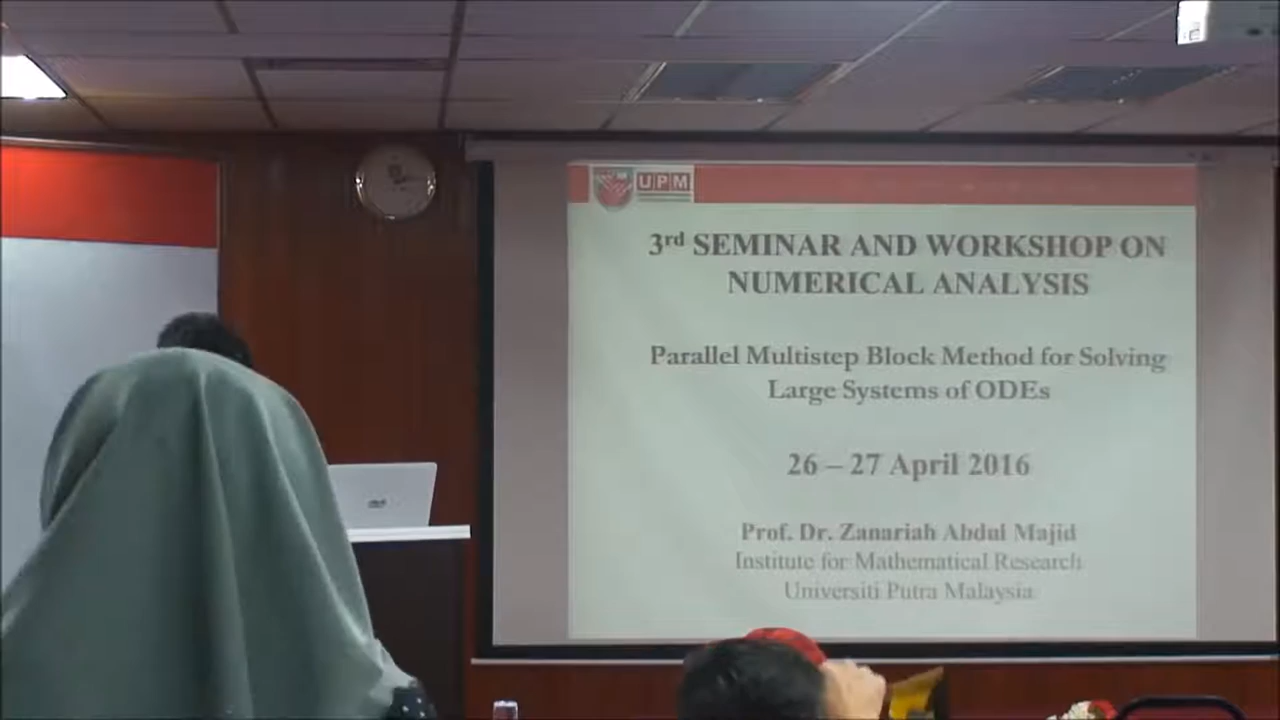 UPM
3rd SEMINAR AND WORKSHOP ON
NUMERICAL ANALYSIS
Parallel Multistep Block Method for Solving
Large Systems of ODEs
26 – 27 April 2016
Prof. Dr. Zanariah Abdul Majid
Institute for Mathematical Research
Universiti Putra Malaysia